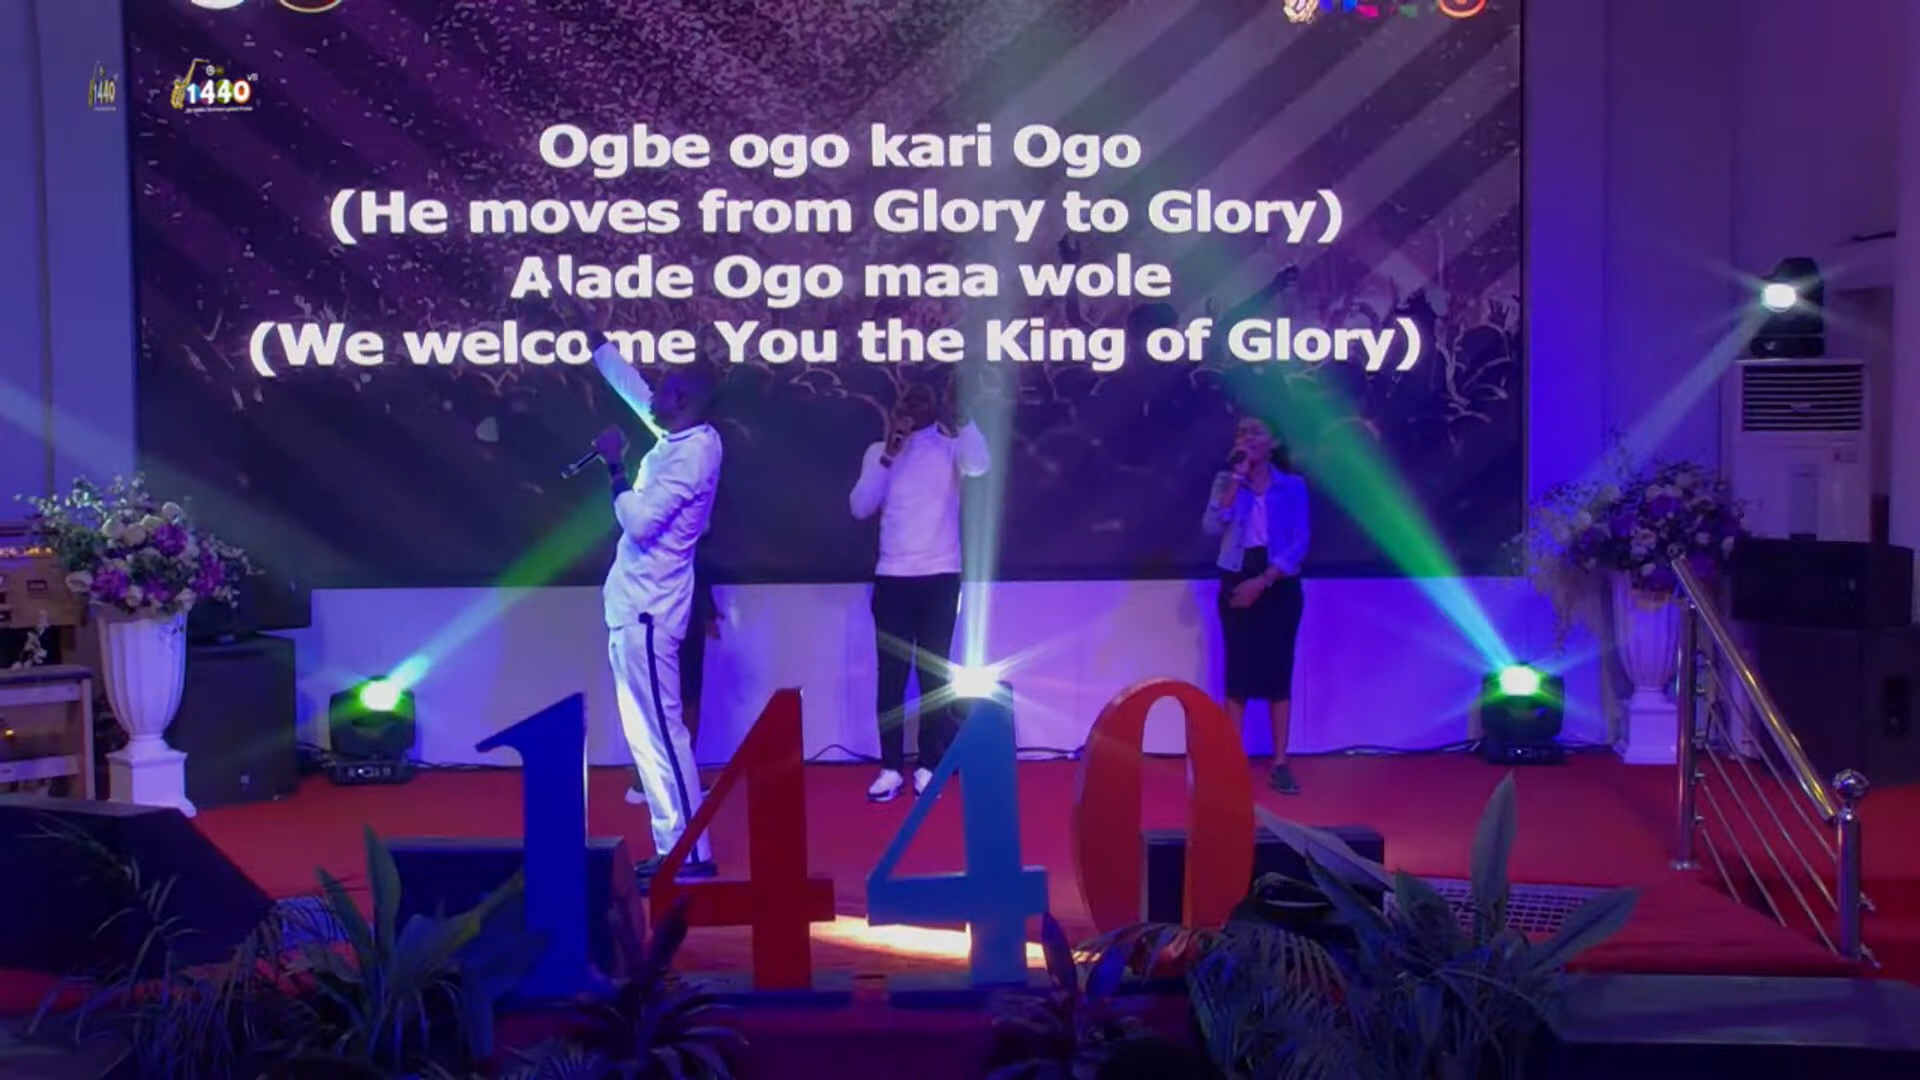 1440
1440
Ogbe ogo kari Ogo
(He moves from Glory to Glory)
Alade Ogo maa wole
(We welcome You the King of Glory)
1440